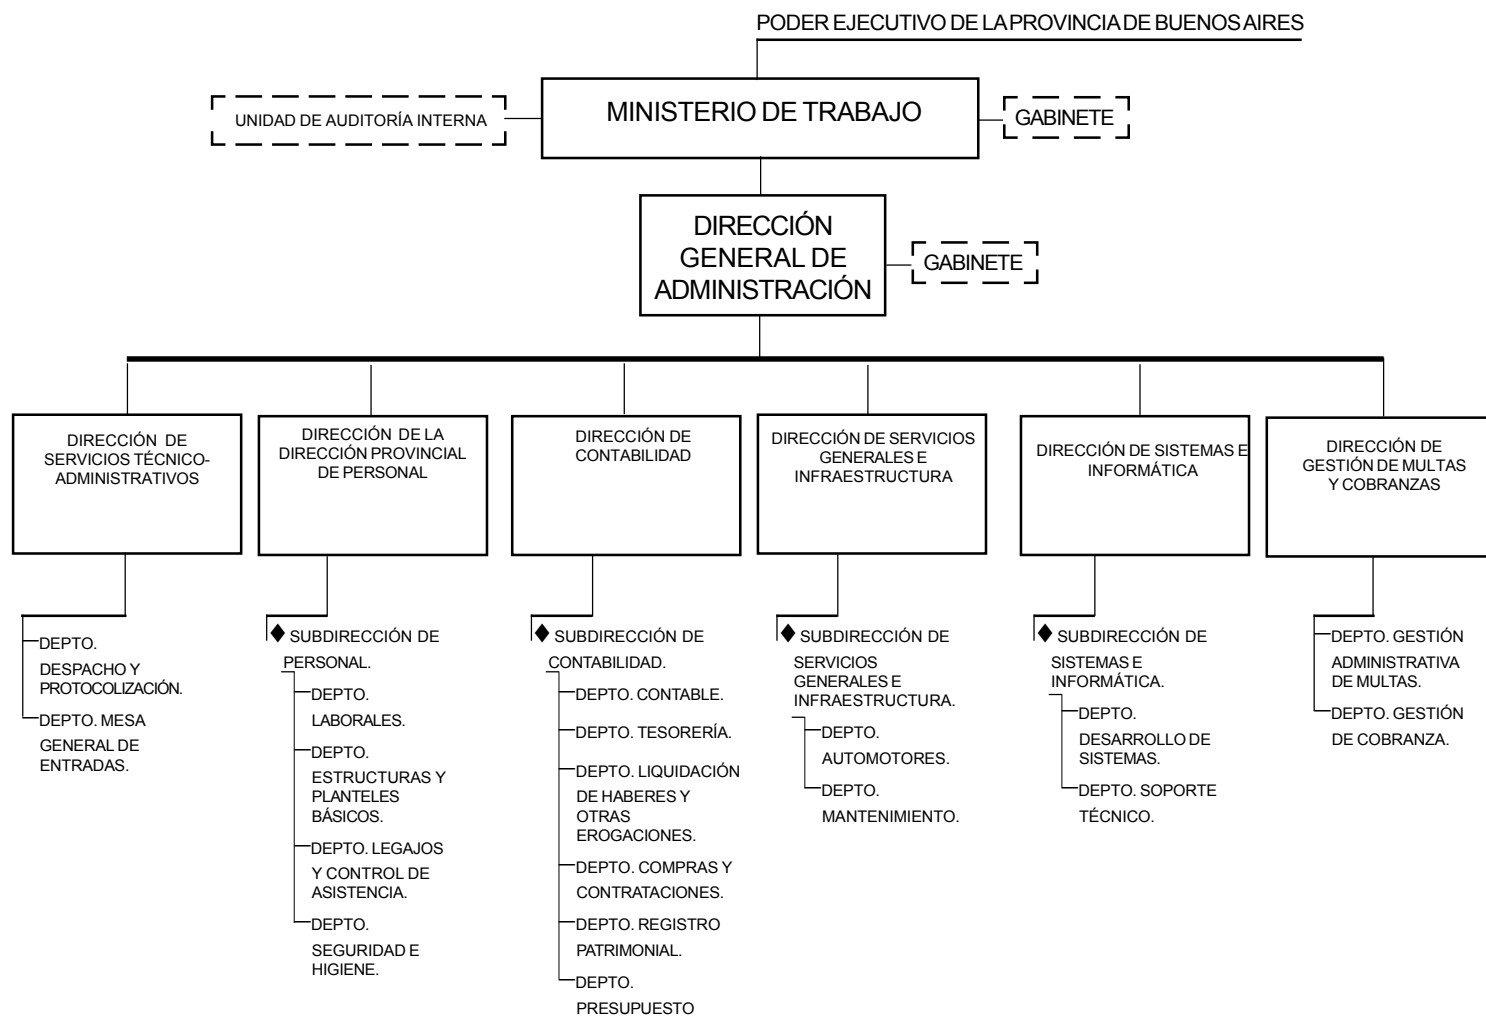 PODER EJECUTIVO DE LA PROVINCIA DE BUENOS AIRES
UNIDAD DE AUDITORÍA INTERNA
MINISTERIO DE TRABAJO
GABINETE
DIRECCIÓN
GENERAL DE
ADMINISTRACIÓN
GABINETE
DIRECCIÓN DE
SERVICIOS TÉCNICO-
ADMINISTRATIVOS
DIRECCIÓN DE LA
DIRECCIÓN PROVINCIAL
DE PERSONAL
DIRECCIÓN DE
CONTABILIDAD
DIRECCIÓN DE SERVICIOS
GENERALES E
INFRAESTRUCTURA
DIRECCIÓN DE SISTEMAS E
INFORMÁTICA
DIRECCIÓN DE
GESTIÓN DE MULTAS
Y COBRANZAS
DEPTO.
DESPACHO Y
PROTOCOLIZACIÓN.
DEPTO. MESA
GENERAL DE
ENTRADAS.
♦ SUBDIRECCIÓN DE
PERSONAL.
DEPTO.
LABORALES.
DEPTO.
ESTRUCTURAS Y
PLANTELES
BÁSICOS.
DEPTO. LEGAJOS
Y CONTROL DE
ASISTENCIA.
DEPTO.
SEGURIDAD E
HIGIENE.
♦ SUBDIRECCIÓN DE
CONTABILIDAD.
DEPTO. CONTABLE.
DEPTO. TESORERÍA.
DEPTO. LIQUIDACIÓN
DE HABERES Y
OTRAS
EROGACIONES.
DEPTO. COMPRAS Y
CONTRATACIONES.
DEPTO. REGISTRO
PATRIMONIAL.
DEPTO.
PRESUPUESTO
♦ SUBDIRECCIÓN DE
SERVICIOS
GENERALES E
INFRAESTRUCTURA.
DEPTO.
AUTOMOTORES.
DEPTO.
MANTENIMIENTO.
♦ SUBDIRECCIÓN DE
SISTEMAS E
INFORMÁTICA.
DEPTO.
DESARROLLO DE
SISTEMAS.
DEPTO. SOPORTE
TÉCNICO.
DEPTO. GESTIÓN
ADMINISTRATIVA
DE MULTAS.
DEPTO. GESTIÓN
DE COBRANZA.